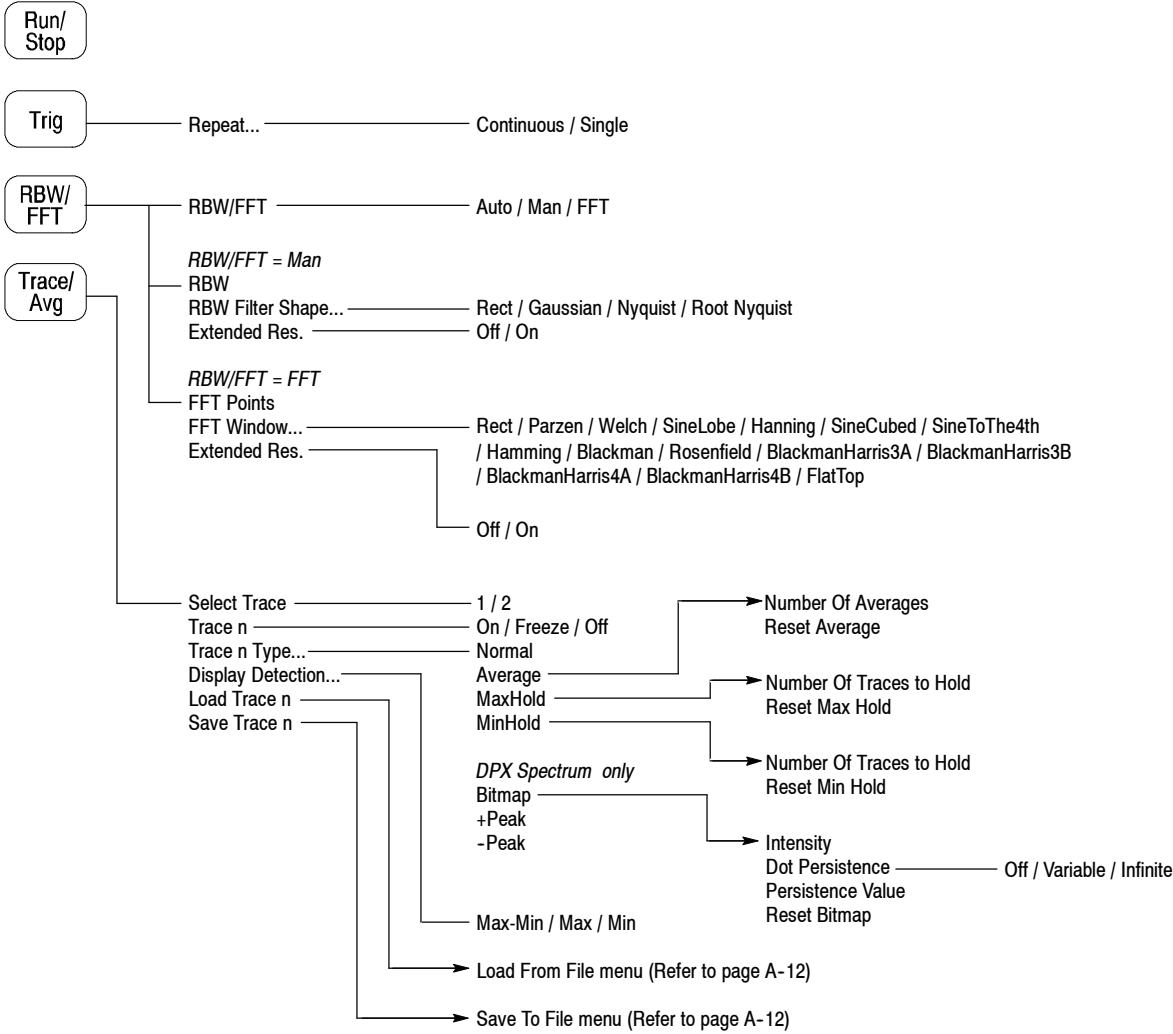 Run/
Stop
Trig
Repeat...
Continuous / Single
RBW/
FFT
RBW/FFT
Auto / Man / FFT
RBW/FFT = Man
RBW
RBW Filter Shape...
Rect / Gaussian / Nyquist / Root Nyquist
Extended Res.
Off / On
RBW/FFT = FFT
FFT Points
FFT Window...
Rect / Parzen / Welch / SineLobe / Hanning / SineCubed / SineToThe4th
/ Hamming / Blackman / Rosenfield / BlackmanHarris3A / BlackmanHarris3B
/ BlackmanHarris4A / BlackmanHarris4B / FlatTop
Extended Res.
Off / On
Trace/
Avg
Select Trace
1 / 2
Trace n
On / Freeze / Off
Trace n Type...
Normal
Average
Number Of Averages
Reset Average
MaxHold
Number Of Traces to Hold
Reset Max Hold
MinHold
Number Of Traces to Hold
Reset Min Hold
DPX Spectrum only
Bitmap
Intensity
Dot Persistence
Off / Variable / Infinite
Persistence Value
Reset Bitmap
+Peak
-Peak
Display Detection...
Max-Min / Max / Min
Load Trace n
Load From File menu (Refer to page A-12)
Save Trace n
Save To File menu (Refer to page A-12)